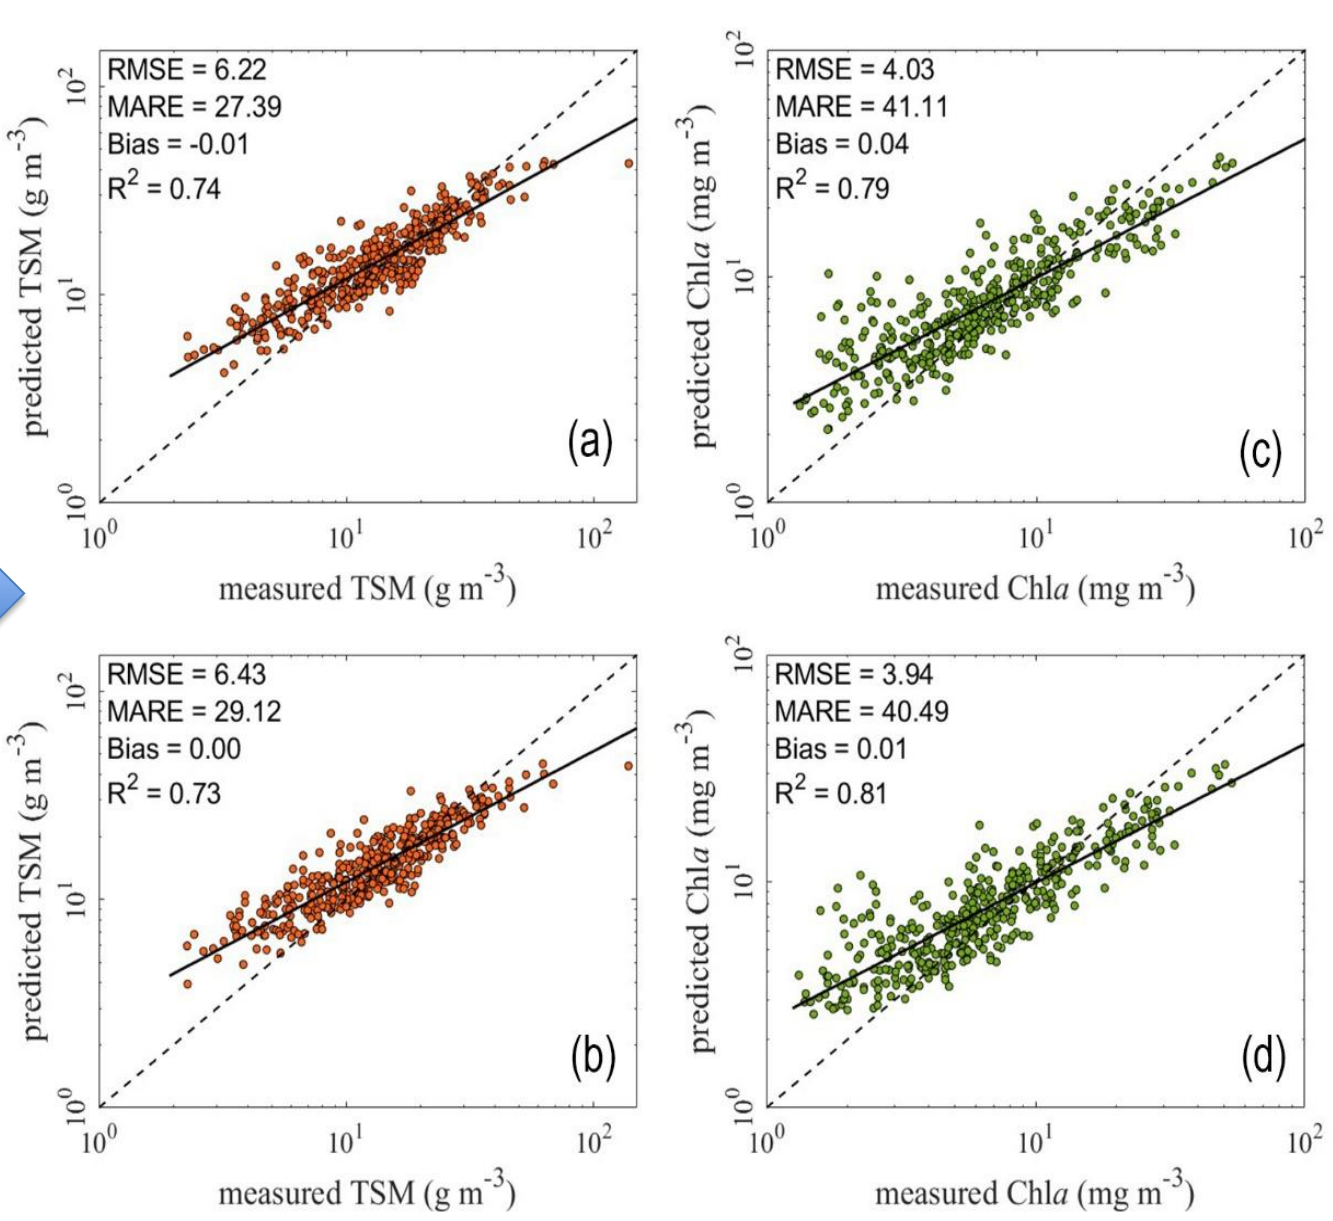 RMSE = 6.22
MARE = 27.39
Bias = -0.01
R² = 0.74
predicted TSM (g m⁻³)
10²
10¹
10⁰
(a)
10⁰ 10¹ 10²
measured TSM (g m⁻³)
RMSE = 4.03
MARE = 41.11
Bias = 0.04
R² = 0.79
predicted Chla (mg m⁻³)
10²
10¹
10⁰
(c)
10⁰ 10¹ 10²
measured Chla (mg m⁻³)
RMSE = 6.43
MARE = 29.12
Bias = 0.00
R² = 0.73
predicted TSM (g m⁻³)
10²
10¹
10⁰
(b)
10⁰ 10¹ 10²
measured TSM (g m⁻³)
RMSE = 3.94
MARE = 40.49
Bias = 0.01
R² = 0.81
predicted Chla (mg m⁻³)
10²
10¹
10⁰
(d)
10⁰ 10¹ 10²
measured Chla (mg m⁻³)